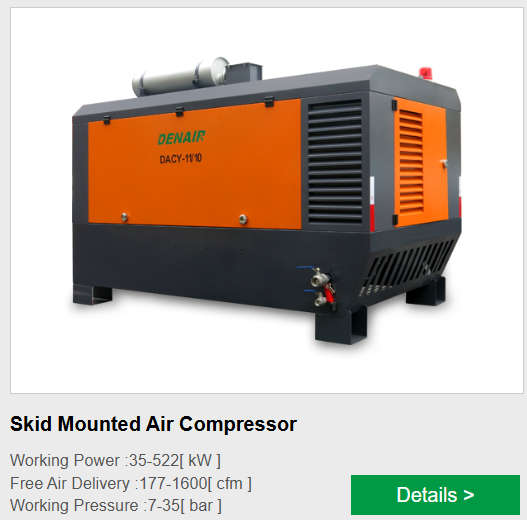 DENAIR
DACY-11/10
Skid Mounted Air Compressor
Working Power :35-522[ kW ]
Free Air Delivery :177-1600[ cfm ]
Working Pressure :7-35[ bar ]
Details >